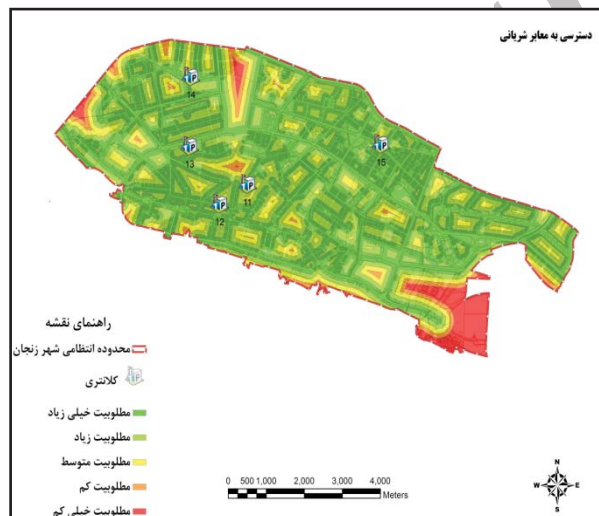 دسترسی به معابر شریانی
14
13
15
11
12
راهنمای نقشه
محدوده انتظامی شهر زنجان
کلانتری
مطلوبیت خیلی زیاد
مطلوبیت زیاد
مطلوبیت متوسط
مطلوبیت کم
مطلوبیت خیلی کم
0 500 1,000 2,000 3,000 4,000
Meters
N
W E
S